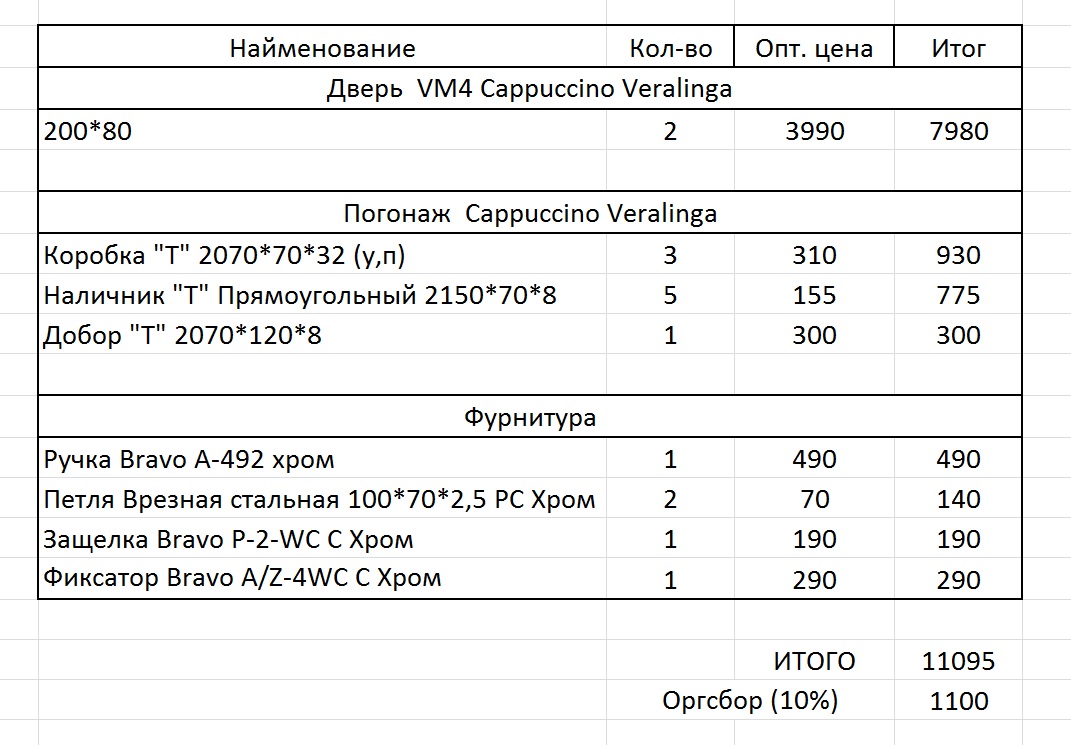 Найменование Кол-во Опт. цена Итог
Дверь VM4 Cappuccino Veralinga
200*80 2 3990 7980
Погонаж Cappuccino Veralinga
Коробка "Т" 2070*70*32 (у,п) 3 310 930
Наличник "Т" Прямоугольный 2150*70*8 5 155 775
Добор "Т" 2070*120*8 1 300 300
Фурнитура
Ручка Bravo A-492 хром 1 490 490
Петля Врезная стальная 100*70*2,5 PC Хром 2 70 140
Защелка Bravo P-2-WC C Хром 1 190 190
Фиксатор Bravo A/Z-4WC C Хром 1 290 290
ИТОГО 11095
Оргсбор (10%) 1100